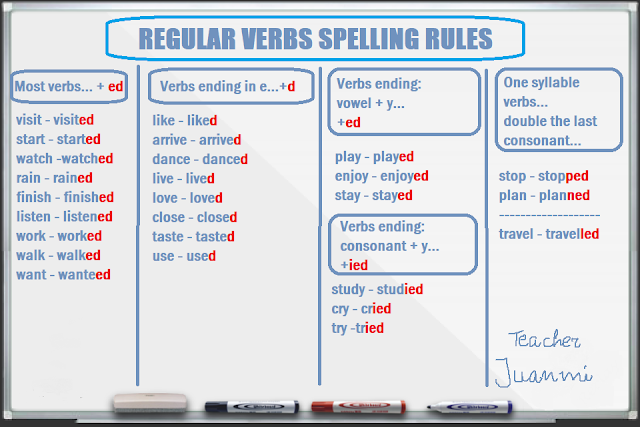 REGULAR VERBS SPELLING RULES
Most verbs... + ed
visit - visited
start - started
watch -watched
rain - rained
finish - finished
listen - listened
work - worked
walk - walked
want - wanteed
Verbs ending in e...+d
like - liked
arrive - arrived
dance - danced
live - lived
love - loved
close - closed
taste - tasted
use - used
Verbs ending:
vowel + y...
+ed
play - played
enjoy - enjoyed
stay - stayed
Verbs ending:
consonant + y...
+ied
study - studied
cry - cried
try -tried
One syllable
verbs...
double the last
consonant...
stop - stopped
plan - planned
-------------------
travel - travelled
Teacher
Juanmi